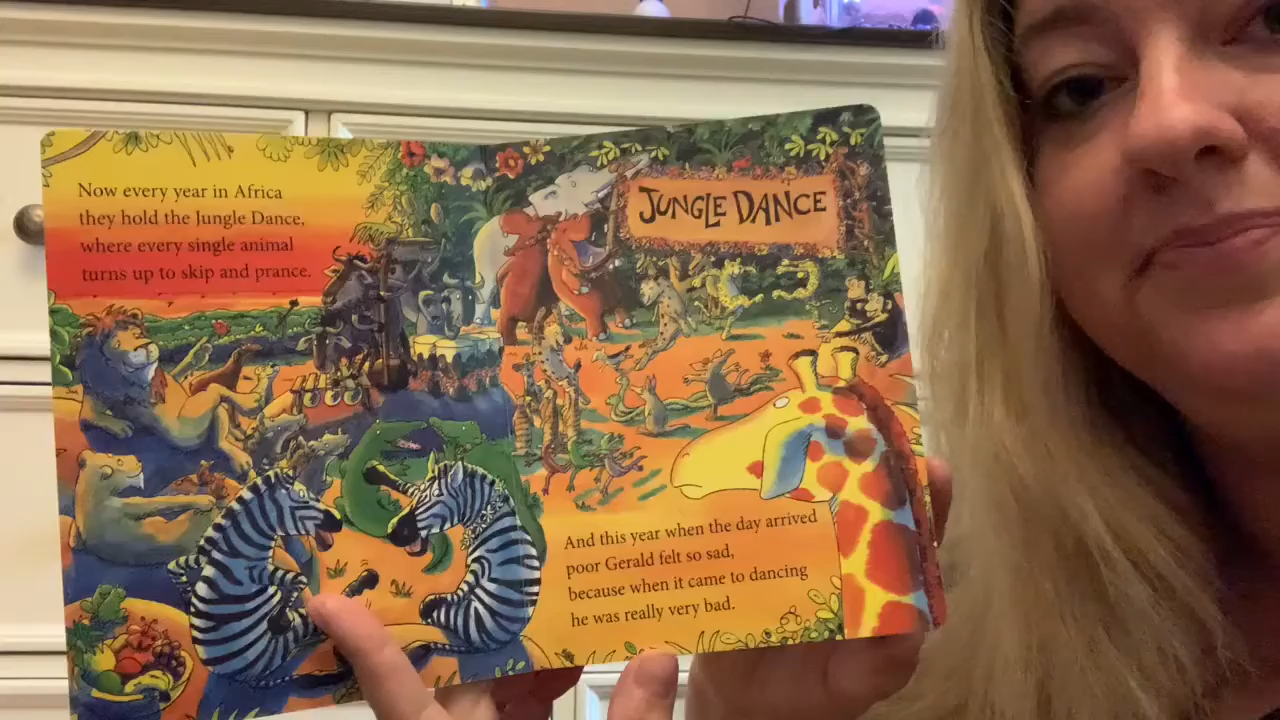 Now every year in Africa
they hold the Jungle Dance,
where every single animal
turns up to skip and prance.
JUNGLE DANCE
And this year when the day arrived
poor Gerald felt so sad,
because when it came to dancing
he was really very bad.